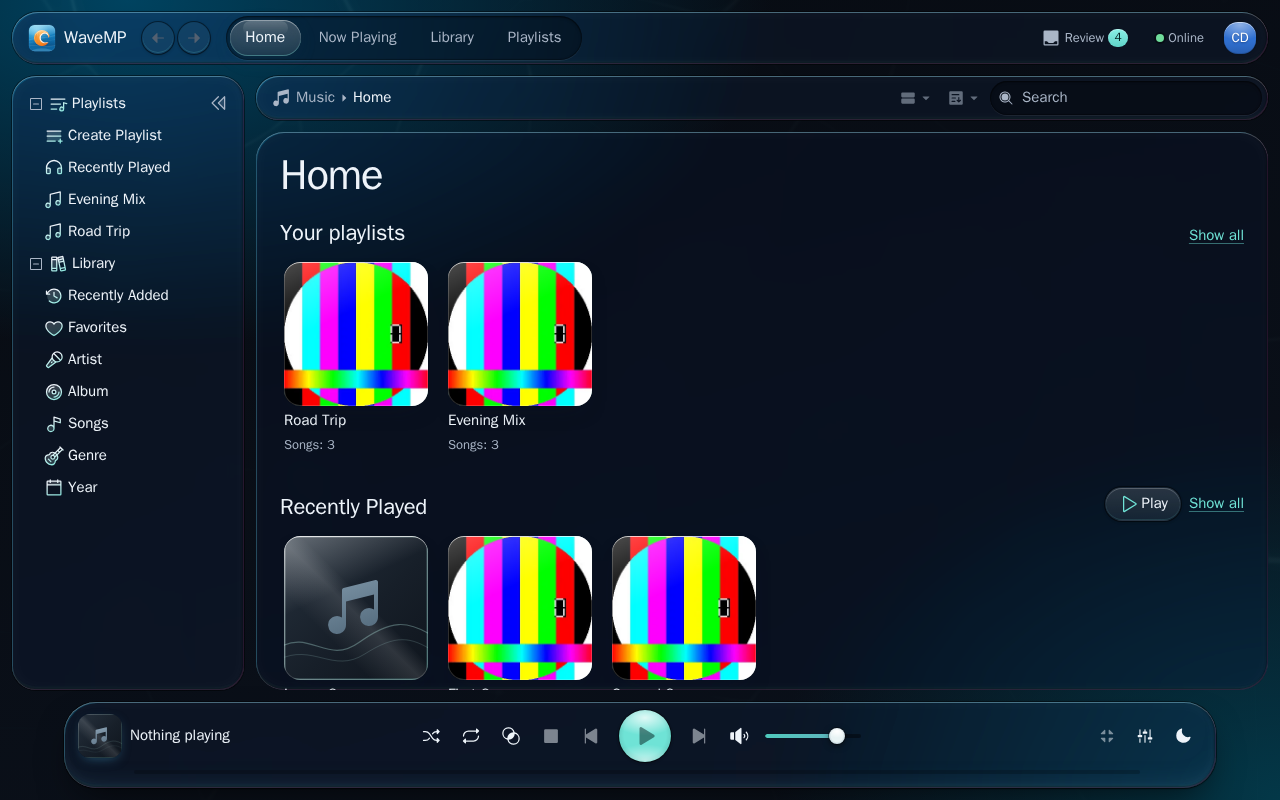 WaveMP
Home
Now Playing
Library
Playlists
Review 4
Online
CD
Playlists
Create Playlist
Recently Played
Evening Mix
Road Trip
Library
Recently Added
Favorites
Artist
Album
Songs
Genre
Year
Music
Home
Search
Home
Your playlists
Show all
Road Trip
Songs: 3
Evening Mix
Songs: 3
Recently Played
Play
Show all
Nothing playing